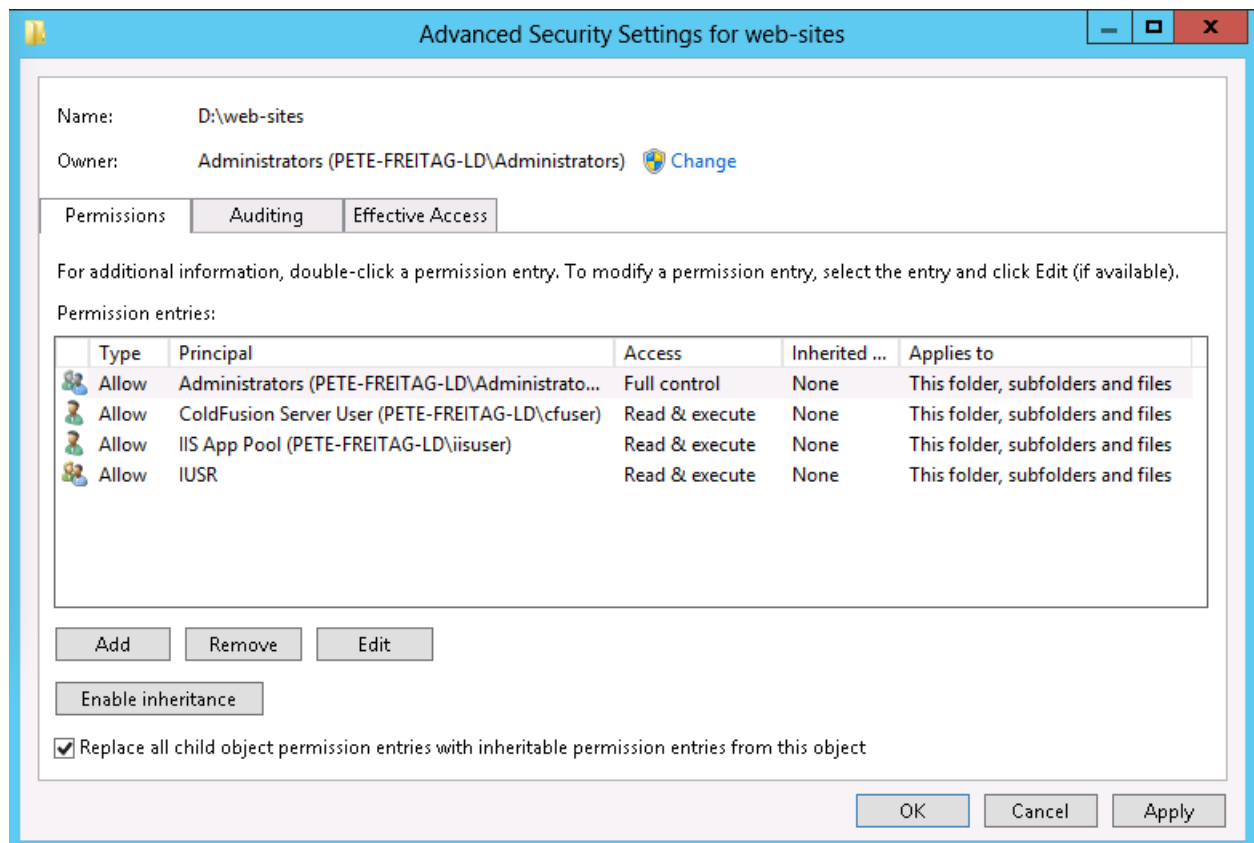 Advanced Security Settings for web-sites
Name: D:\web-sites
Owner: Administrators (PETE-FREITAG-LD\Administrators) Change
Permissions Auditing Effective Access
For additional information, double-click a permission entry. To modify a permission entry, select the entry and click Edit (if available).
Permission entries:
Type Principal Access Inherited ... Applies to
Allow Administrators (PETE-FREITAG-LD\Administrato... Full control None This folder, subfolders and files
Allow ColdFusion Server User (PETE-FREITAG-LD\cfuser) Read & execute None This folder, subfolders and files
Allow IIS App Pool (PETE-FREITAG-LD\iisuser) Read & execute None This folder, subfolders and files
Allow IUSR Read & execute None This folder, subfolders and files
Add Remove Edit
Enable inheritance
Replace all child object permission entries with inheritable permission entries from this object
OK Cancel Apply